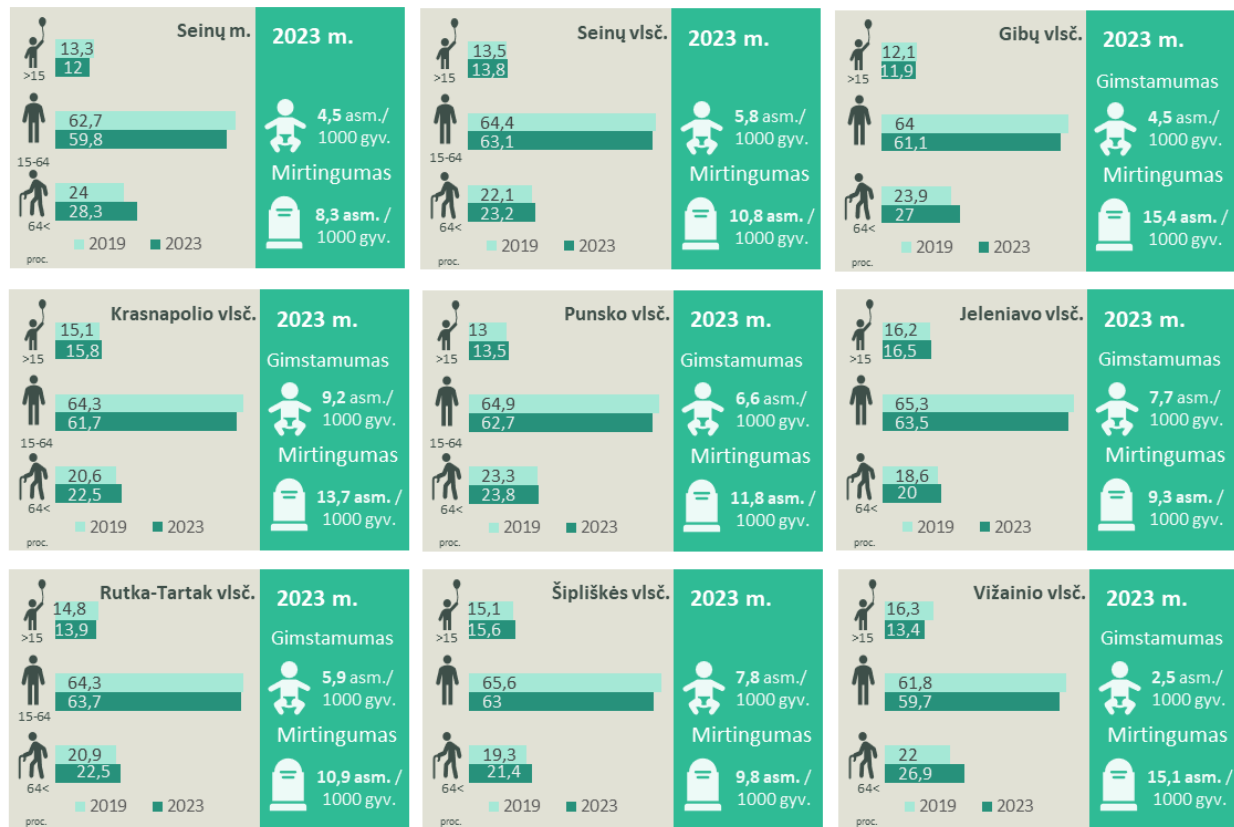 Seinų m.
13,3
12
>15
62,7
59,8
15-64
24
28,3
64<
2019 2023
proc.
2023 m.
4,5 asm./
1000 gyv.
Mirtingumas
8,3 asm. /
1000 gyv.
Seinų vlsč.
13,5
13,8
>15
64,4
63,1
15-64
22,1
23,2
64<
2019 2023
proc.
2023 m.
5,8 asm./
1000 gyv.
Mirtingumas
10,8 asm. /
1000 gyv.
Gibų vlsč.
12,1
11,9
>15
64
61,1
23,9
27
64<
2019 2023
proc.
2023 m.
Gimstamumas
4,5 asm./
1000 gyv.
Mirtingumas
15,4 asm. /
1000 gyv.
Krasnapolio vlsč.
15,1
15,8
>15
64,3
61,7
15-64
20,6
22,5
64<
2019 2023
proc.
2023 m.
Gimstamumas
9,2 asm./
1000 gyv.
Mirtingumas
13,7 asm. /
1000 gyv.
Punsko vlsč.
13
13,5
>15
64,9
62,7
15-64
23,3
23,8
64<
2019 2023
proc.
2023 m.
Gimstamumas
6,6 asm./
1000 gyv.
Mirtingumas
11,8 asm. /
1000 gyv.
Jeleniavo vlsč.
16,2
16,5
>15
65,3
63,5
18,6
20
64<
2019 2023
proc.
2023 m.
Gimstamumas
7,7 asm./
1000 gyv.
Mirtingumas
9,3 asm. /
1000 gyv.
Rutka-Tartak vlsč.
14,8
13,9
>15
64,3
63,7
15-64
20,9
22,5
64<
2019 2023
proc.
2023 m.
Gimstamumas
5,9 asm./
1000 gyv.
Mirtingumas
10,9 asm. /
1000 gyv.
Šipliškės vlsč.
15,1
15,6
>15
65,6
63
19,3
21,4
64<
2019 2023
proc.
2023 m.
7,8 asm./
1000 gyv.
Mirtingumas
9,8 asm. /
1000 gyv.
Vižainio vlsč.
16,3
13,4
>15
61,8
59,7
22
26,9
64<
2019 2023
proc.
2023 m.
Gimstamumas
2,5 asm./
1000 gyv.
Mirtingumas
15,1 asm. /
1000 gyv.